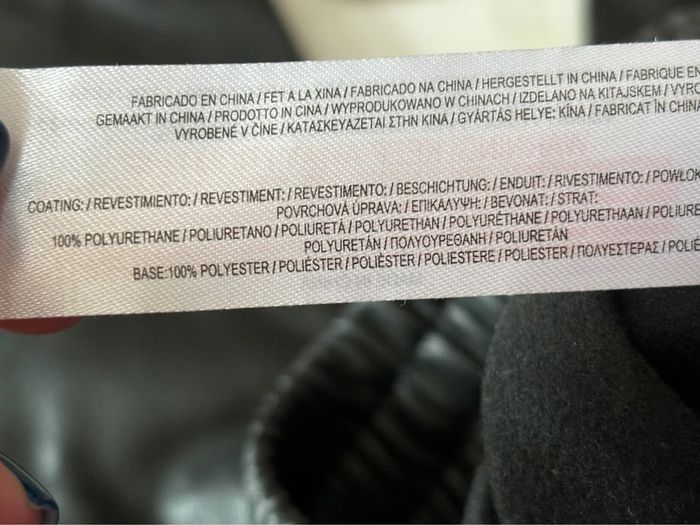 FABRICADO EN CHINA / FET A LA XINA / FABRICADO NA CHINA / HERGESTELLT IN CHINA / FABRIQUE EN
GEMAAKT IN CHINA / PRODOTTO IN CINA / WYPRODUKOWANO W CHINACH / IZDELANO NA KITAJSKEM / VYRO
VYROBENÉ V ČÍNE / ΚΑΤΑΣΚΕΥΑΖΕΤΑΙ ΣΤΗΝ ΚΙΝΑ / GYÁRTÁS HELYE: KÍNA / FABRICAT ÎN CHINA
COATING: / REVESTIMIENTO: / REVESTIMENT: / REVESTIMENTO: / BESCHICHTUNG: / ENDUIT: / RIVESTIMENTO: / POWŁOK
POVRCHOVÁ ÚPRAVA: / ΕΠΙΚΑΛΥΨΗ: / BEVONAT: / STRAT:
100% POLYURETHANE / POLIURETANO / POLIURETÀ / POLYURETHAN / POLYURÉTHANE / POLYURETHAAN / POLIURE
POLYURETÁN / ΠΟΛΥΟΥΡΕΘΑΝΗ / POLIURETÁN
BASE:100% POLYESTER / POLIÉSTER / POLIÈSTER / POLIESTERE / POLIESTER / ΠΟΛΥΕΣΤΕΡΑΣ / POLIÉ